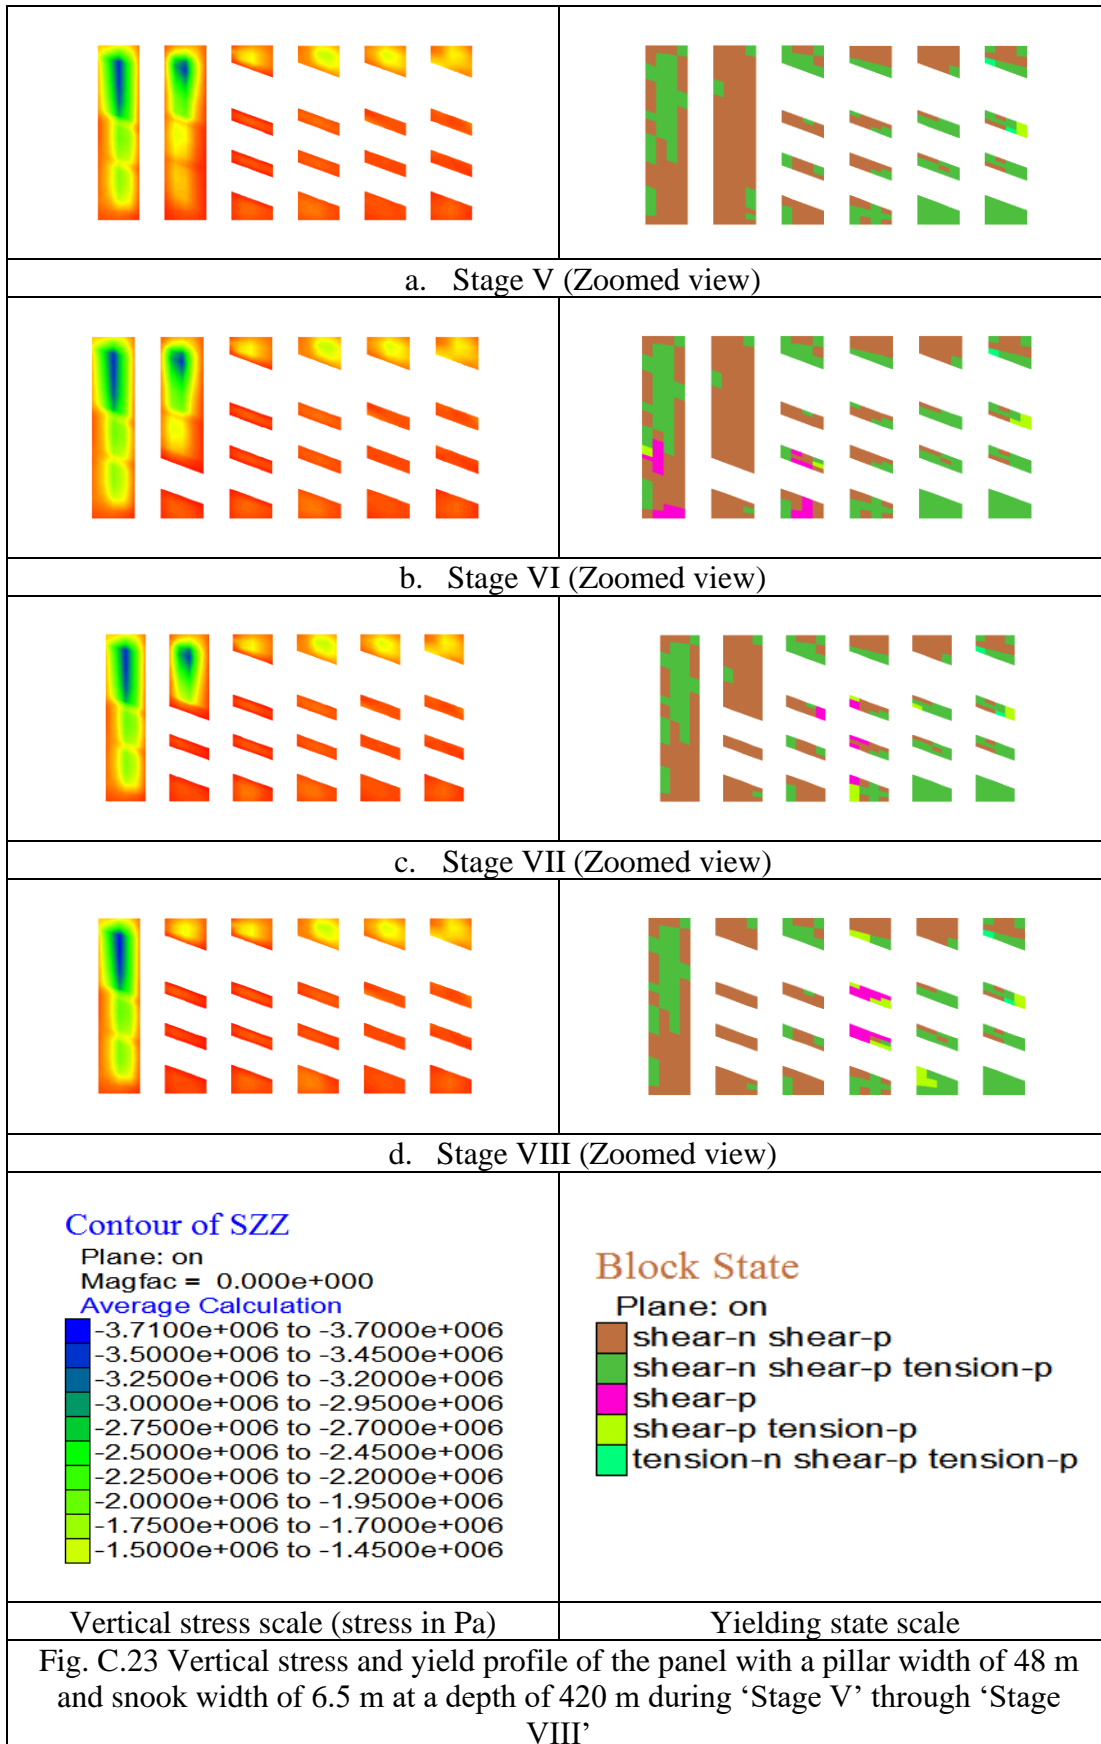 a. Stage V (Zoomed view)
b. Stage VI (Zoomed view)
c. Stage VII (Zoomed view)
d. Stage VIII (Zoomed view)
Contour of SZZ
Plane: on
Magfac = 0.000e+000
Average Calculation
-3.7100e+006 to -3.7000e+006
-3.5000e+006 to -3.4500e+006
-3.2500e+006 to -3.2000e+006
-3.0000e+006 to -2.9500e+006
-2.7500e+006 to -2.7000e+006
-2.5000e+006 to -2.4500e+006
-2.2500e+006 to -2.2000e+006
-2.0000e+006 to -1.9500e+006
-1.7500e+006 to -1.7000e+006
-1.5000e+006 to -1.4500e+006
Block State
Plane: on
shear-n shear-p
shear-n shear-p tension-p
shear-p
shear-p tension-p
tension-n shear-p tension-p
Vertical stress scale (stress in Pa)
Yielding state scale
Fig. C.23 Vertical stress and yield profile of the panel with a pillar width of 48 m
and snook width of 6.5 m at a depth of 420 m during ‘Stage V’ through ‘Stage
VIII’